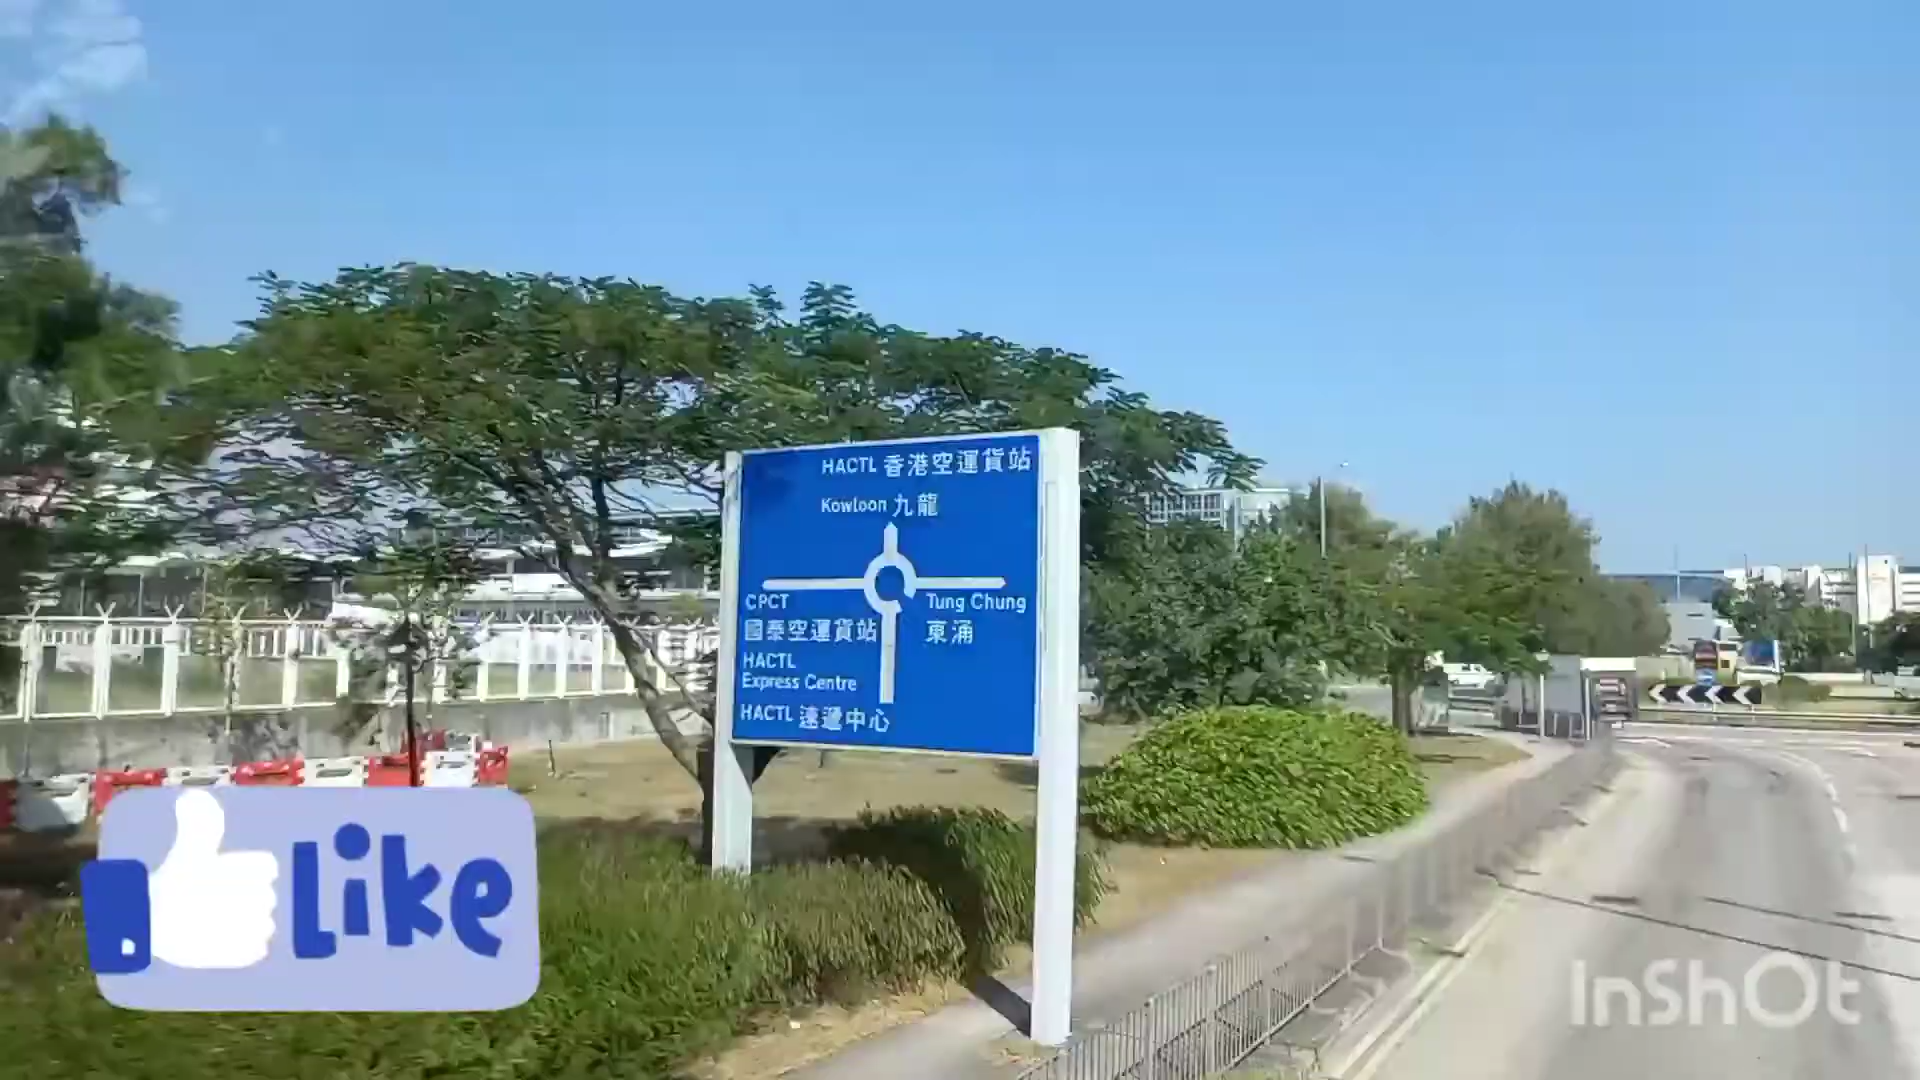 HACTL 香港空運貨站
Kowloon 九龍
CPCT
國泰空運貨站
HACTL
Express Centre
HACTL 速遞中心
Tung Chung
東涌
Like
InShOt